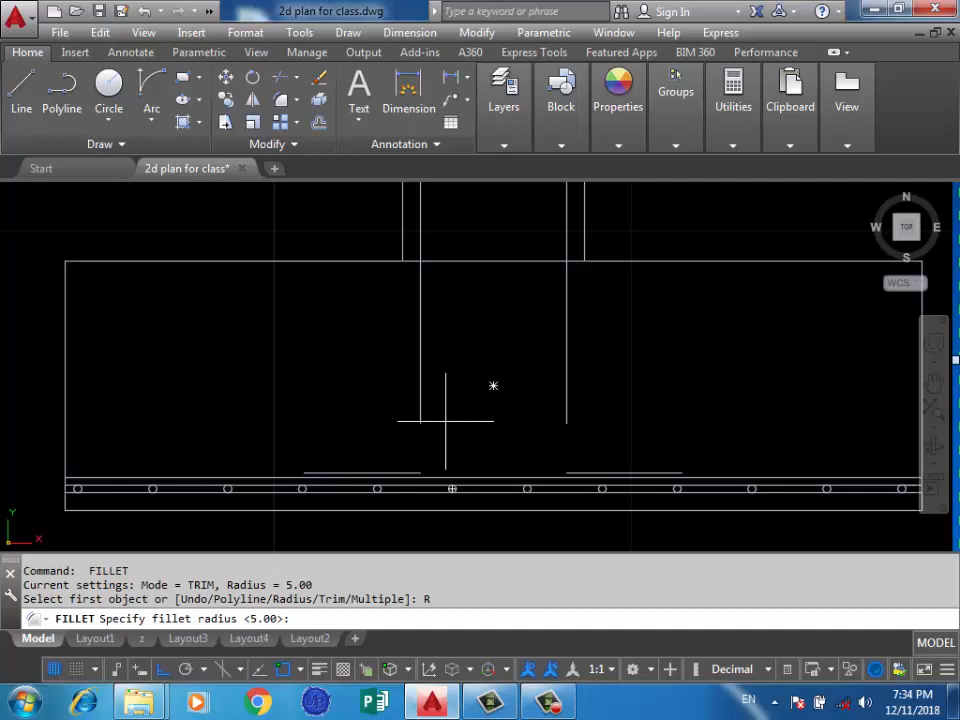 2d plan for class.dwg
Type a keyword or phrase
Sign In
File Edit View Insert Format Tools Draw Dimension Modify Parametric Window Help Express
Home Insert Annotate Parametric View Manage Output Add-ins A360 Express Tools Featured Apps BIM 360 Performance
Line Polyline Circle Arc Text Dimension Layers Block Properties Groups Utilities Clipboard View
Draw Modify Annotation
Start 2d plan for class*
N
W TOP E
S
WCS
Y
X
Command: FILLET
Current settings: Mode = TRIM, Radius = 5.00
Select first object or [Undo/Polyline/Radius/Trim/Multiple]: R
FILLET Specify fillet radius <5.00>:
Model Layout1 z Layout3 Layout4 Layout2 MODEL
1:1 Decimal
EN
7:34 PM
12/11/2018